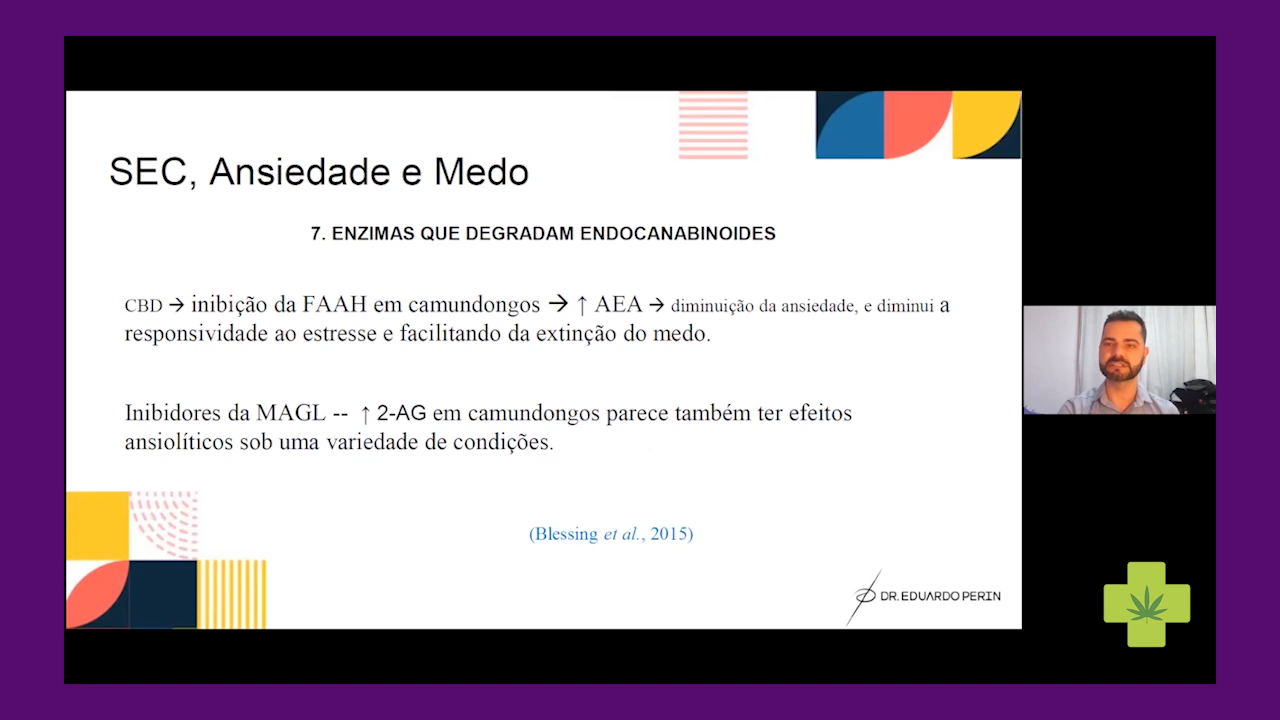 SEC, Ansiedade e Medo
7. ENZIMAS QUE DEGRADAM ENDOCANABINOIDES
CBD → inibição da FAAH em camundongos → ↑ AEA → diminuição da ansiedade, e diminui a
responsividade ao estresse e facilitando da extinção do medo.
Inibidores da MAGL -- ↑ 2-AG em camundongos parece também ter efeitos
ansiolíticos sob uma variedade de condições.
(Blessing et al., 2015)
DR. EDUARDO PERIN